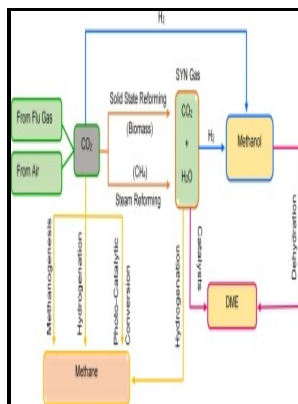 H₂
From Flu Gas
From Air
CO₂
Solid State Reforming
(Biomass)
(CH₄)
Steam Reforming
SYN Gas
CO₂
+
H₂O
H₂
Methanol
Dehydration
Catalysts
DME
Hydrogenation
Methanogenesis
Hydrogenation
Photo-Catalytic
Conversion
Methane